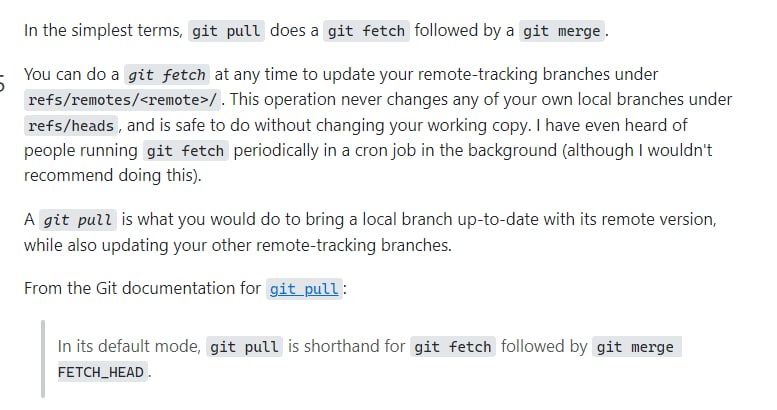 In the simplest terms, git pull does a git fetch followed by a git merge.
You can do a git fetch at any time to update your remote-tracking branches under
refs/remotes/<remote>/. This operation never changes any of your own local branches under
refs/heads, and is safe to do without changing your working copy. I have even heard of
people running git fetch periodically in a cron job in the background (although I wouldn't
recommend doing this).
A git pull is what you would do to bring a local branch up-to-date with its remote version,
while also updating your other remote-tracking branches.
From the Git documentation for git pull:
In its default mode, git pull is shorthand for git fetch followed by git merge
FETCH_HEAD.